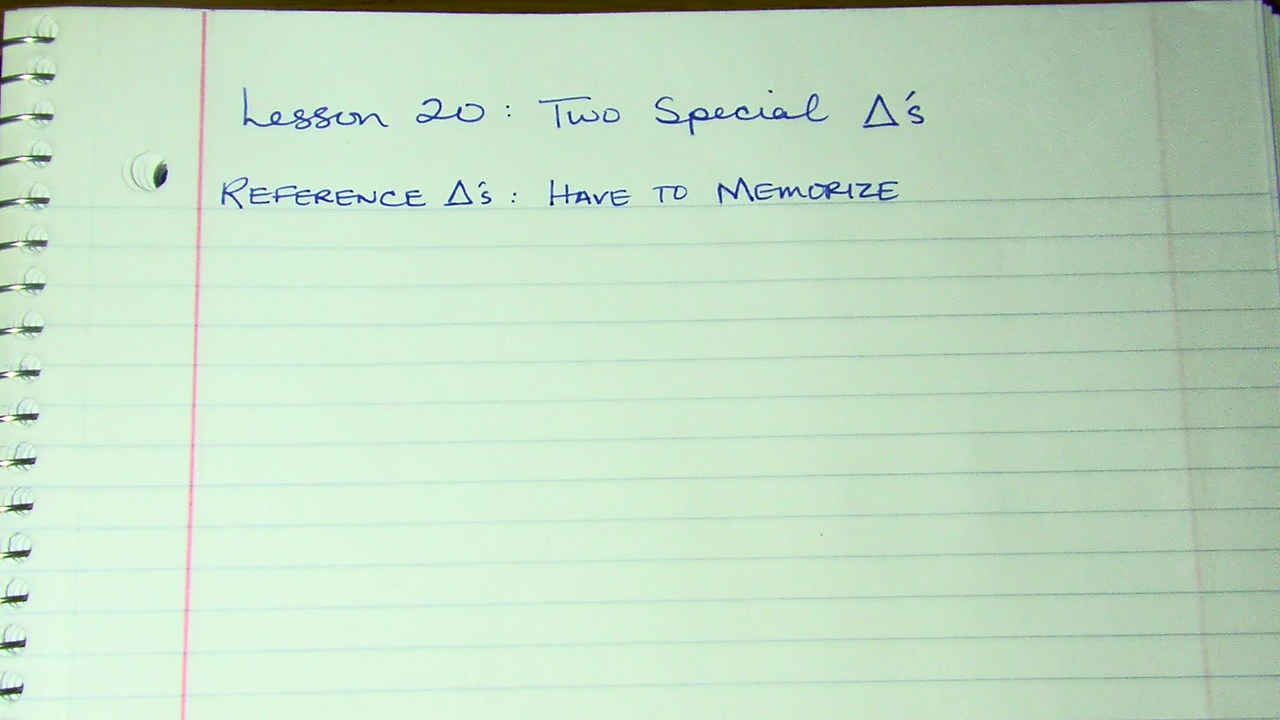 Lesson 20: Two Special Δ's
REFERENCE Δ's: HAVE TO MEMORIZE